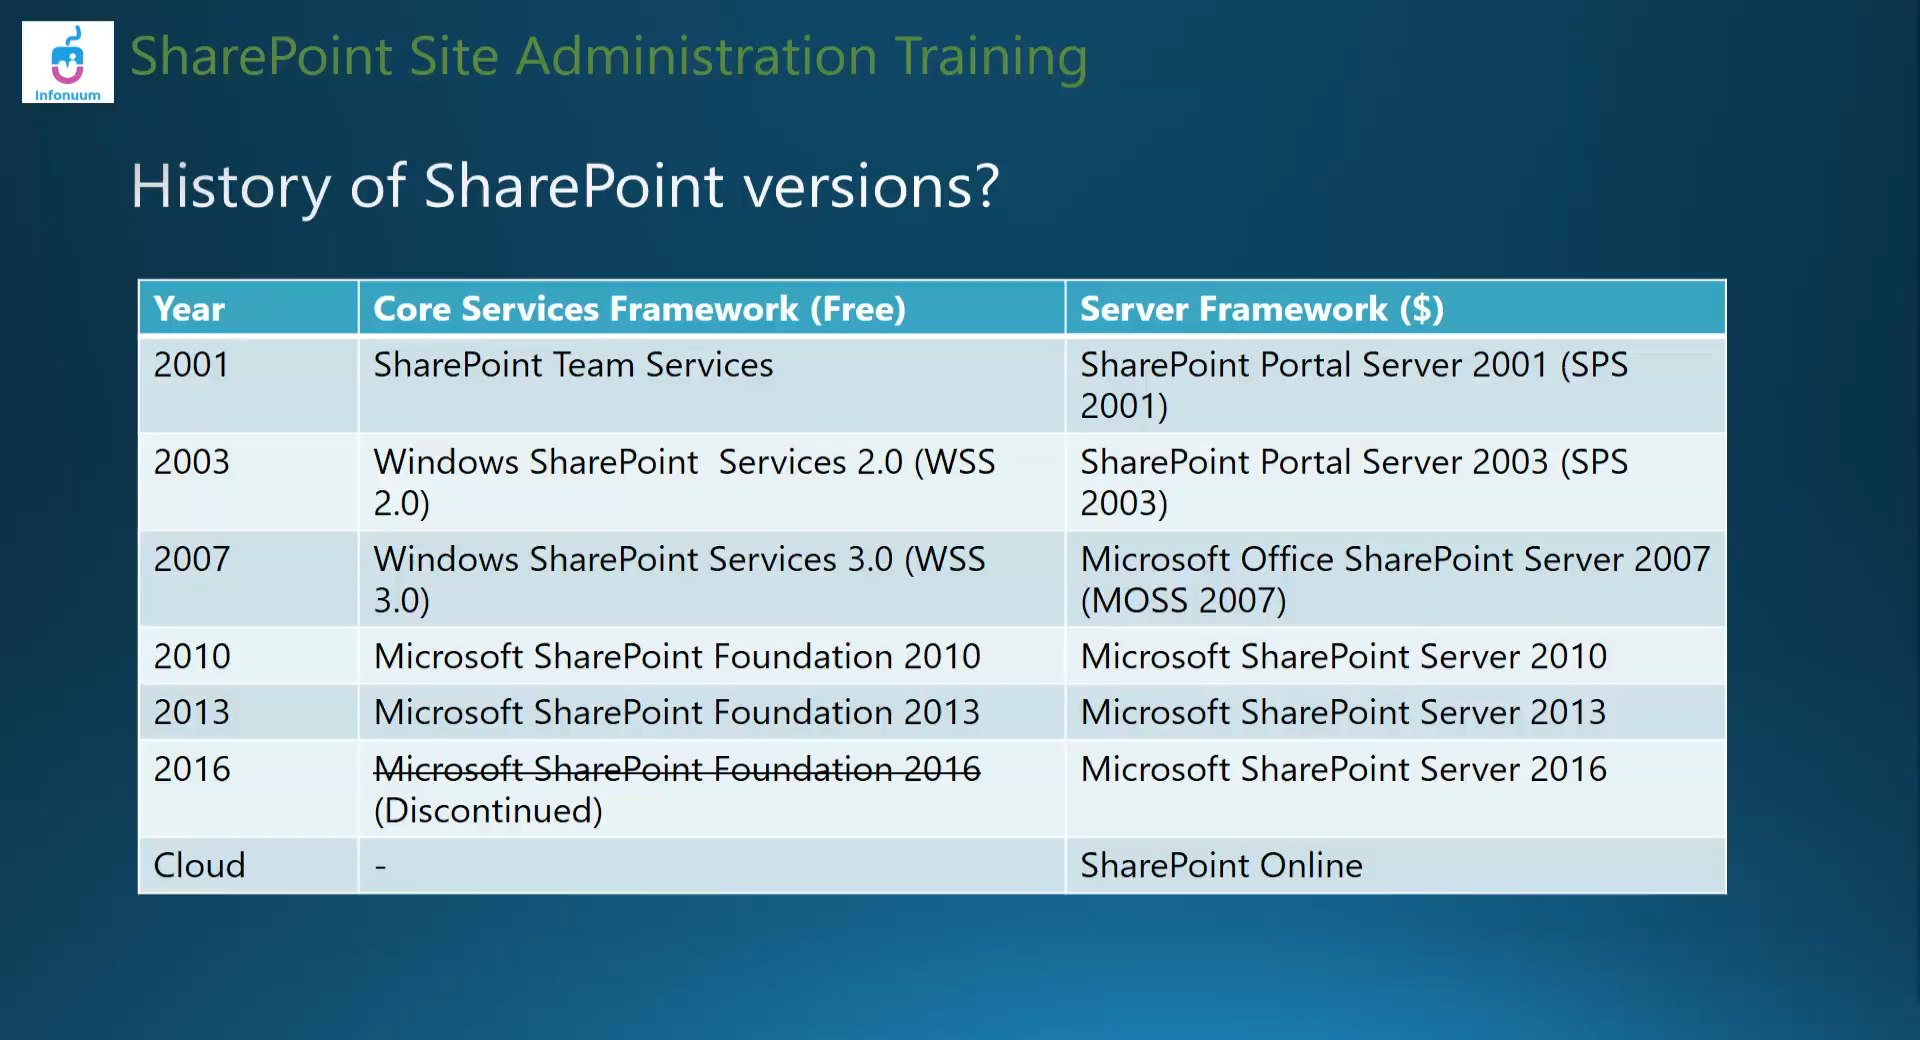 Infonuum
SharePoint Site Administration Training
History of SharePoint versions?
Year
Core Services Framework (Free)
Server Framework ($)
2001
SharePoint Team Services
SharePoint Portal Server 2001 (SPS
2001)
2003
Windows SharePoint  Services 2.0 (WSS
2.0)
SharePoint Portal Server 2003 (SPS
2003)
2007
Windows SharePoint Services 3.0 (WSS
3.0)
Microsoft Office SharePoint Server 2007
(MOSS 2007)
2010
Microsoft SharePoint Foundation 2010
Microsoft SharePoint Server 2010
2013
Microsoft SharePoint Foundation 2013
Microsoft SharePoint Server 2013
2016
Microsoft SharePoint Foundation 2016
(Discontinued)
Microsoft SharePoint Server 2016
Cloud
-
SharePoint Online